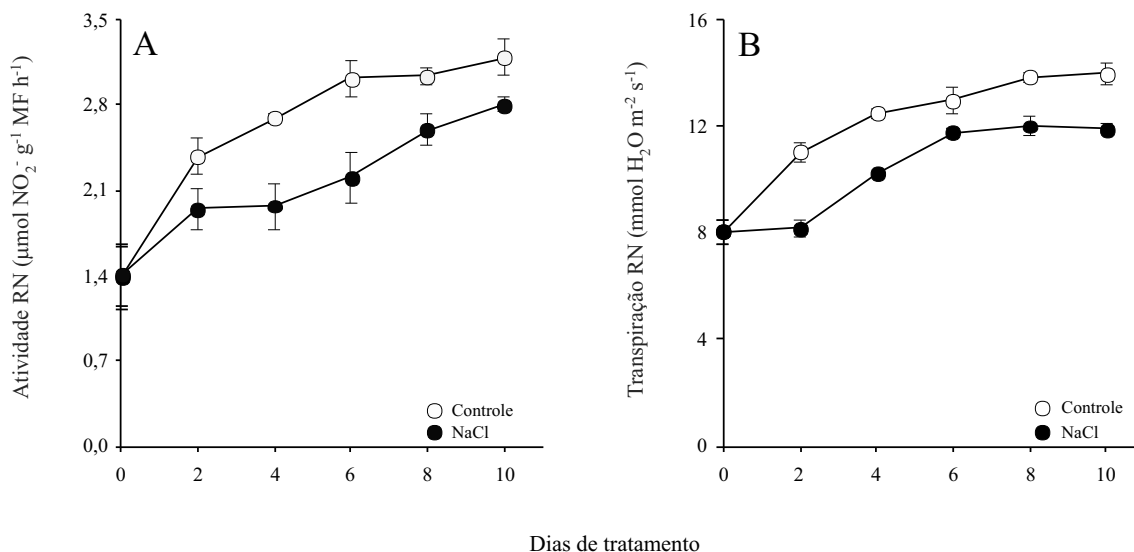 A
Atividade RN (μmol NO₂⁻ g⁻¹ MF h⁻¹)
3,5
2,8
2,1
1,4
0,7
0,0
0 2 4 6 8 10
Controle
NaCl
B
Transpiração RN (mmol H₂O m⁻² s⁻¹)
16
12
8
4
0
0 2 4 6 8 10
Controle
NaCl
Dias de tratamento